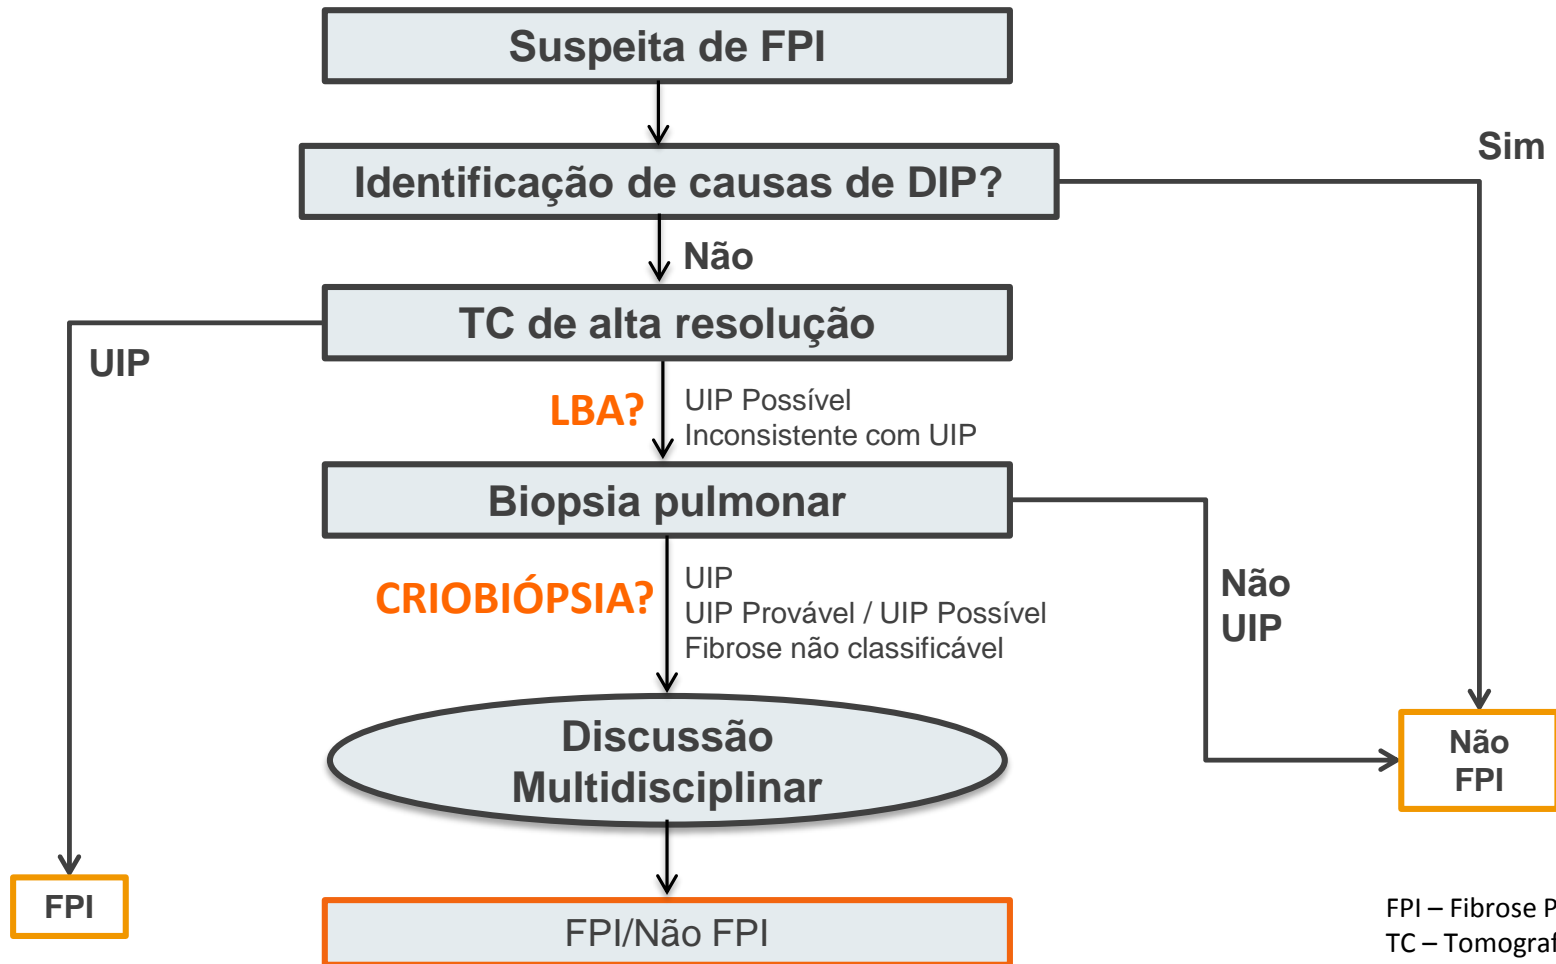 Suspeita de FPI
Sim
Identificação de causas de DIP?
Não
TC de alta resolução
UIP
LBA?
UIP Possível
Inconsistente com UIP
Biopsia pulmonar
CRIOBIÓPSIA?
UIP
UIP Provável / UIP Possível
Fibrose não classificável
Não
UIP
Discussão
Multidisciplinar
Não
FPI
FPI
FPI/Não FPI
FPI – Fibrose P
TC – Tomograf